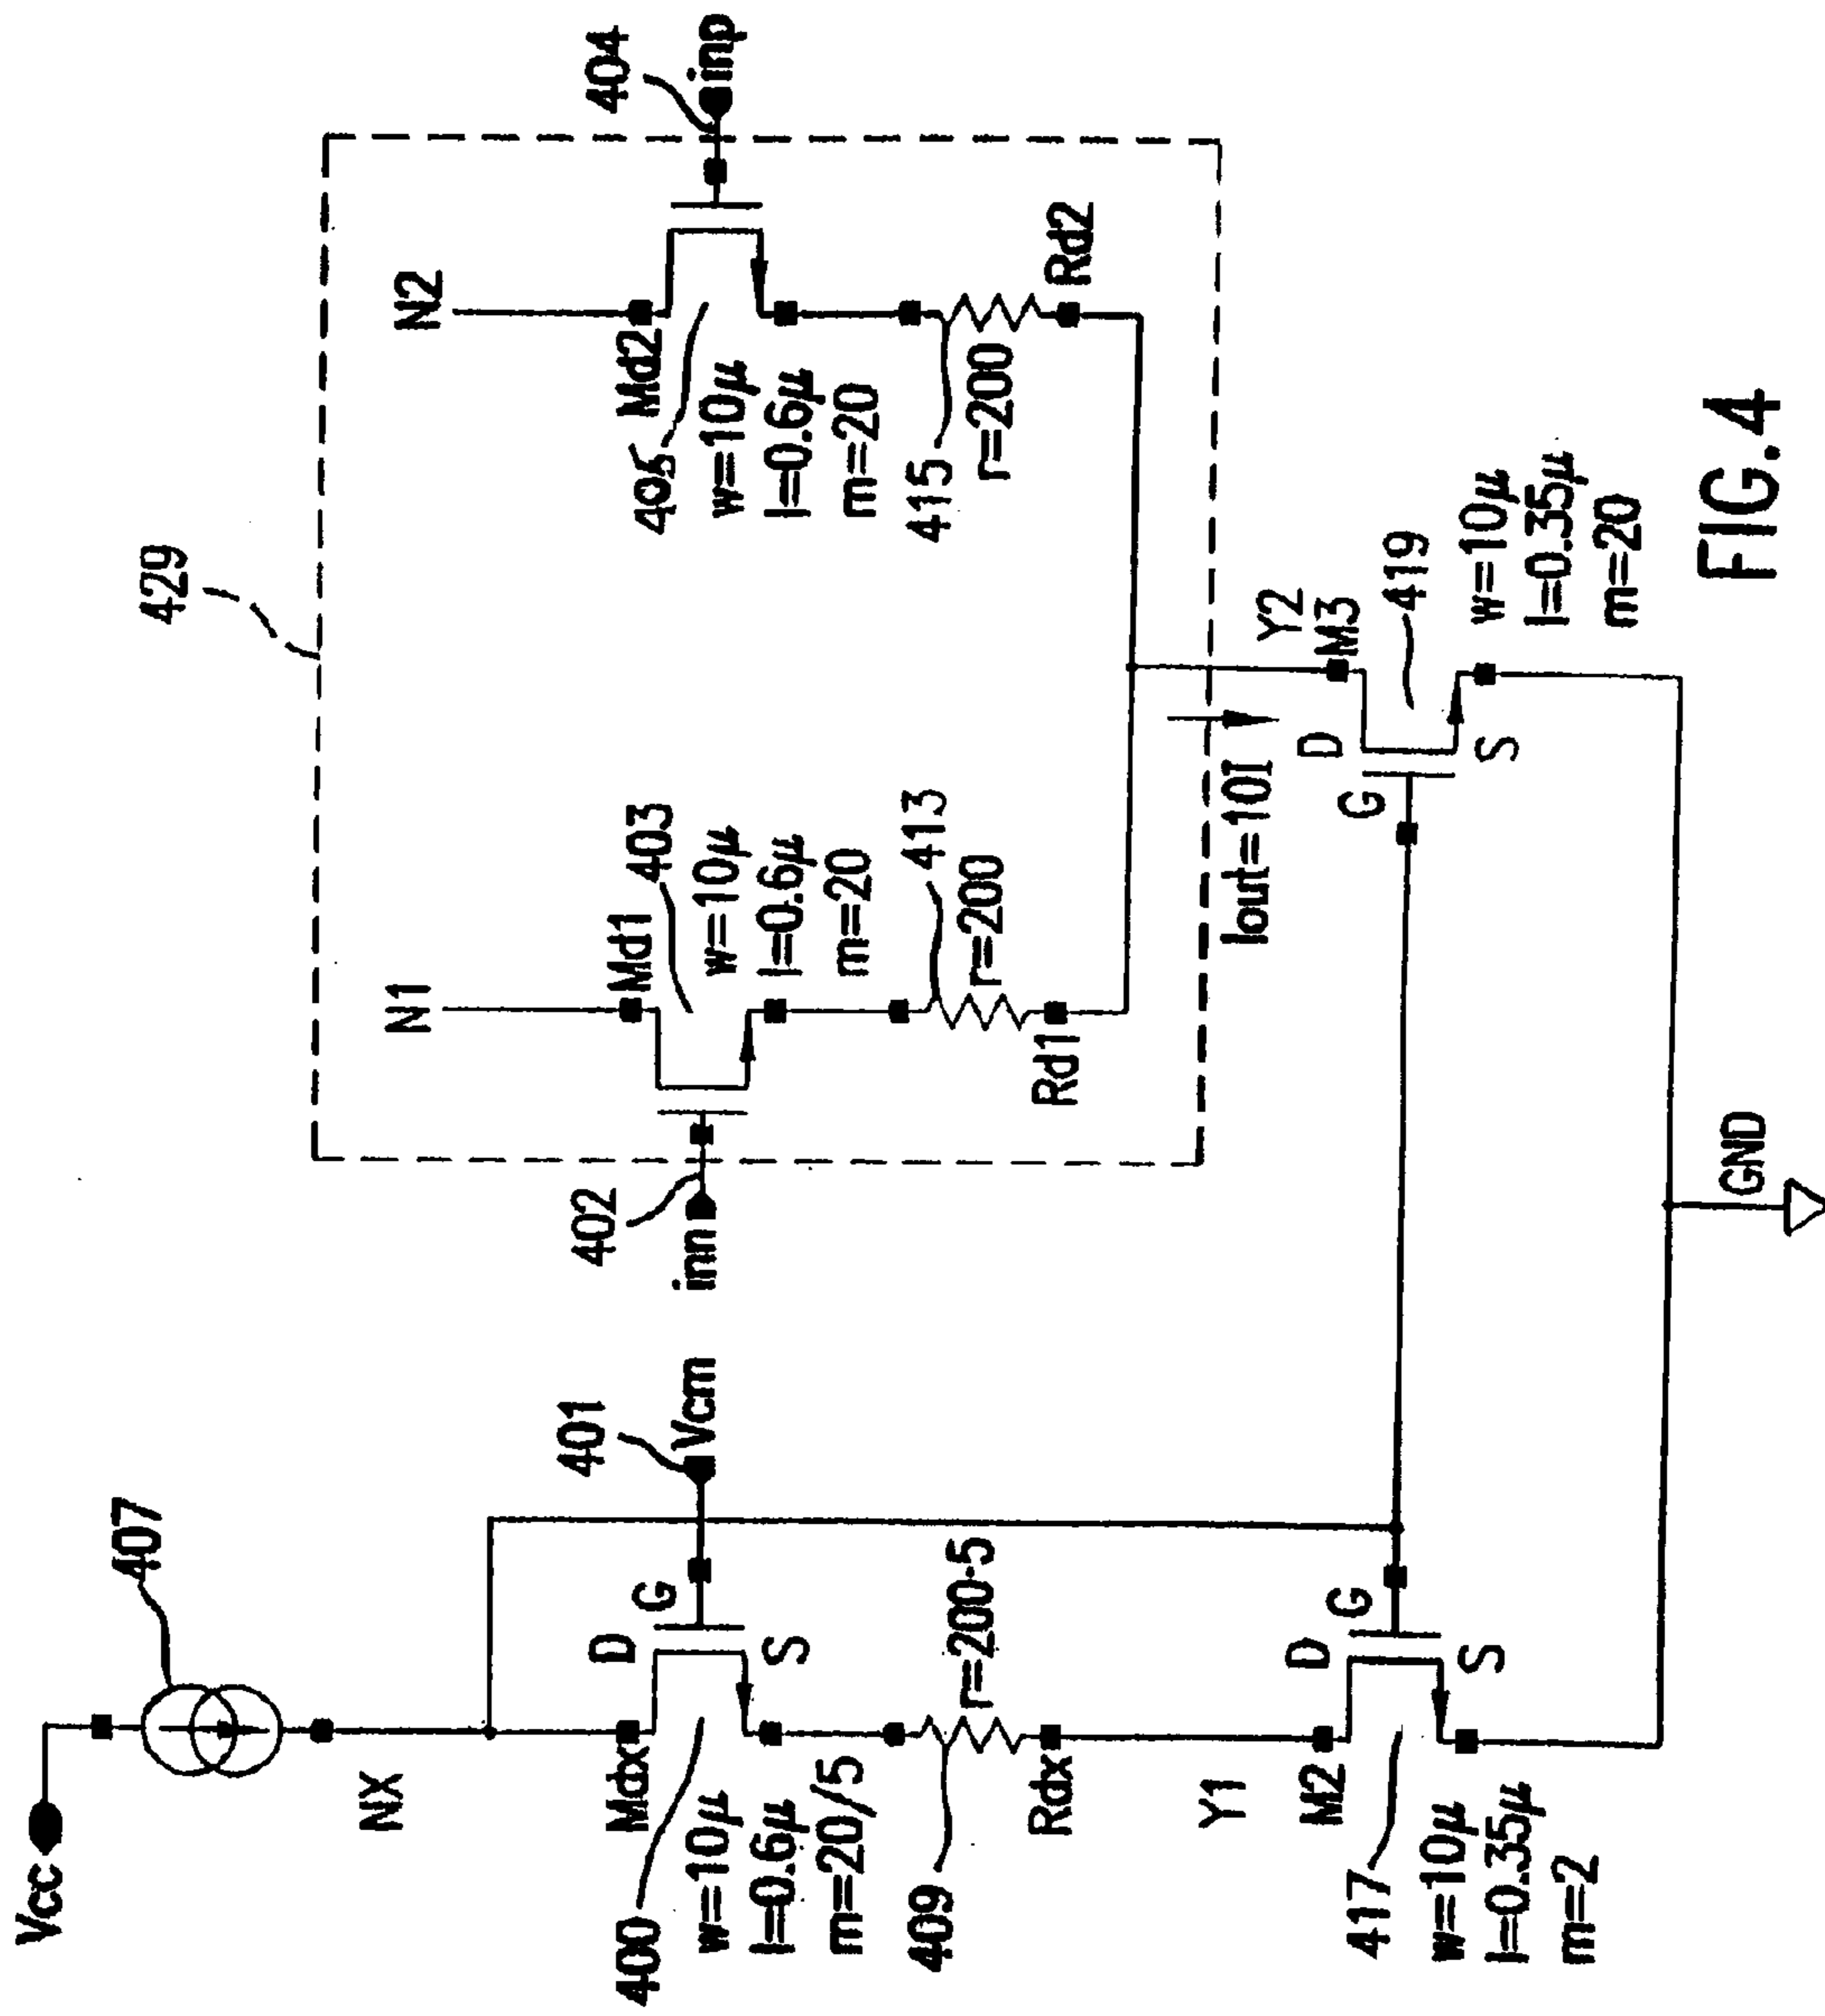 Vcc
407
NX
Mdx
D
G
S
400
w=10µ
l=0.6µ
m=20/5
401
Vcm
409
r=200·5
Rdx
Y1
M2
D
G
S
417
w=10µ
l=0.35µ
m=2
GND
429
N1
Md1
403
w=10µ
l=0.6µ
m=20
402
inn
413
r=200
Rd1
N2
Md2
405
w=10µ
l=0.6µ
m=20
404
inp
415
r=200
Rd2
Iout=10I
Y2
M3
D
G
S
419
w=10µ
l=0.35µ
m=20
FIG.4